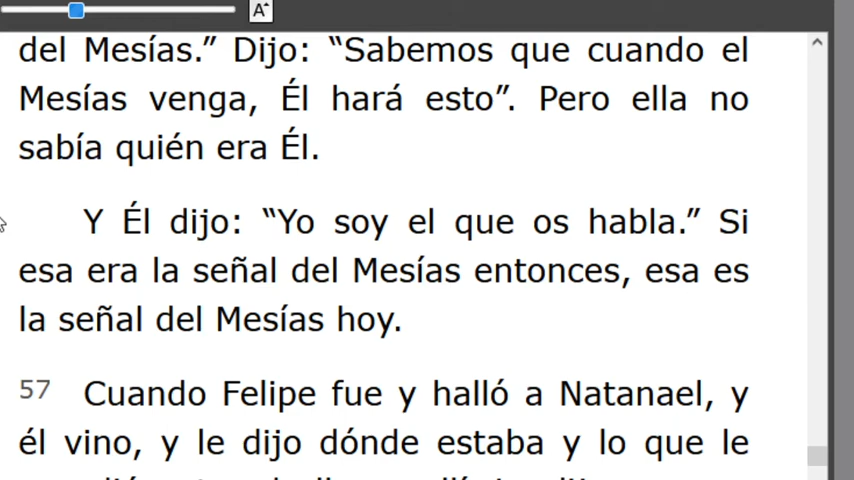 A
del Mesías.” Dijo: “Sabemos que cuando el
Mesías venga, Él hará esto”. Pero ella no
sabía quién era Él.
Y Él dijo: “Yo soy el que os habla.” Si
esa era la señal del Mesías entonces, esa es
la señal del Mesías hoy.
57 Cuando Felipe fue y halló a Natanael, y
él vino, y le dijo dónde estaba y lo que le